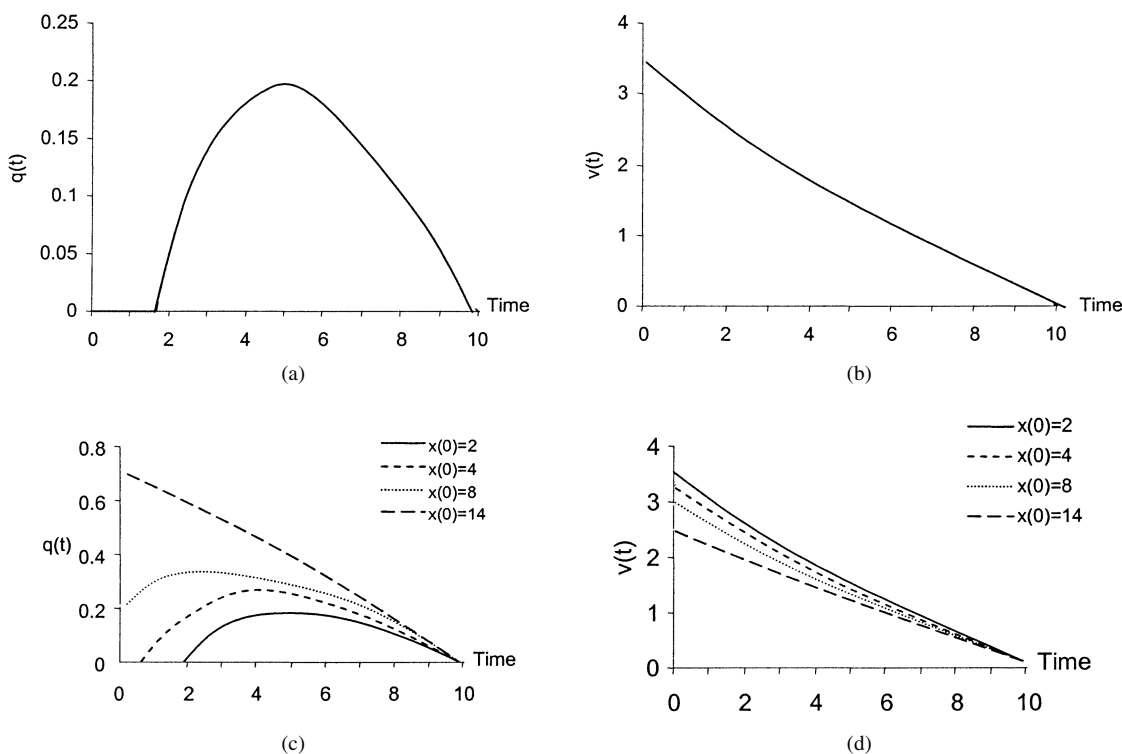 0.25
0.2
0.15
0.1
0.05
0
q(t)
0 2 4 6 8 10
Time
(a)
4
3
2
1
0
v(t)
0 2 4 6 8 10
Time
(b)
x(0)=2
x(0)=4
x(0)=8
x(0)=14
0.8
0.6
0.4
0.2
0
q(t)
0 2 4 6 8 10
Time
(c)
x(0)=2
x(0)=4
x(0)=8
x(0)=14
4
3
2
1
0
v(t)
0 2 4 6 8 10
Time
(d)